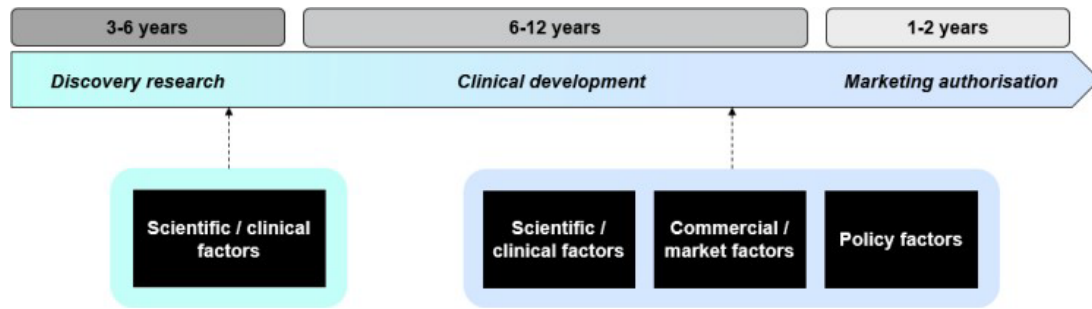 3-6 years
6-12 years
1-2 years
Discovery research
Clinical development
Marketing authorisation
Scientific / clinical
factors
Scientific /
clinical factors
Commercial /
market factors
Policy factors